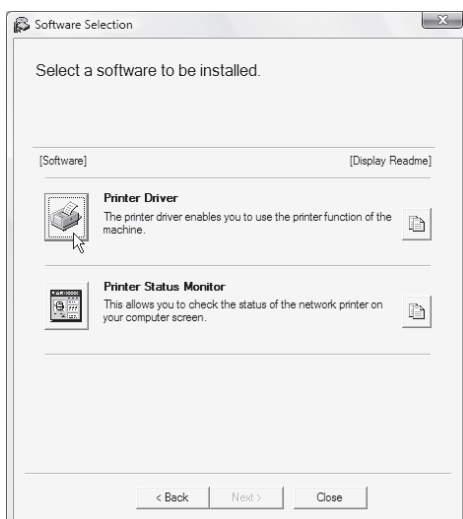 Software Selection
Select a software to be installed.
[Software] [Display Readme]
Printer Driver
The printer driver enables you to use the printer function of the
machine.
Printer Status Monitor
This allows you to check the status of the network printer on
your computer screen.
< Back Next > Close